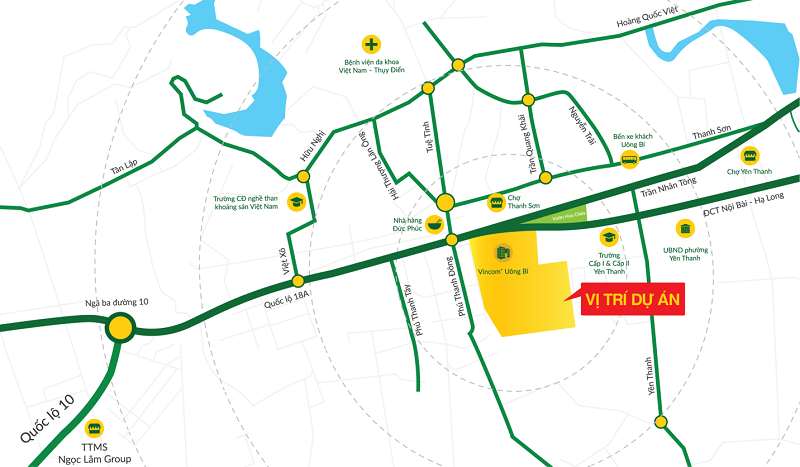 Hoàng Quốc Việt
Bệnh viện đa khoa
Việt Nam – Thụy Điển
Tuệ Tĩnh
Trần Quang Khải
Nguyễn Trãi
Bến xe khách
Uông Bí
Thanh Sơn
Hữu Nghị
Hải Thượng Lãn Ông
Tân Lập
Chợ Yên Thanh
Trần Nhân Tông
Trường CĐ nghề than
khoáng sản Việt Nam
Chợ
Thanh Sơn
Nhà hàng
Đức Phúc
Vườn Hoa Chéo
ĐCT Nội Bài - Hạ Long
Trường
Cấp I & Cấp II
Yên Thanh
UBND phường
Yên Thanh
Việt Xô
Vincom+ Uông Bí
Quốc lộ 18A
Ngã ba đường 10
Phú Thanh Tây
Phú Thanh Đông
VỊ TRÍ DỰ ÁN
Yên Thanh
Quốc lộ 10
TTMS
Ngọc Lâm Group